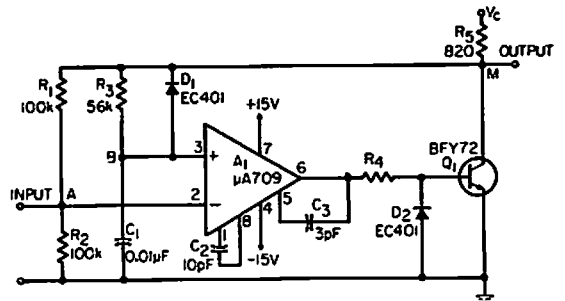 Vc
R5
820
OUTPUT
M
R1
100k
R3
56k
D1
EC401
+15V
BFY72
Q1
B
3
+
7
A1
μA709
6
R4
INPUT
A
2
−
5
4
8
1
C3
3pF
D2
EC401
R2
100k
C1
0.01μF
C2
10pF
-15V